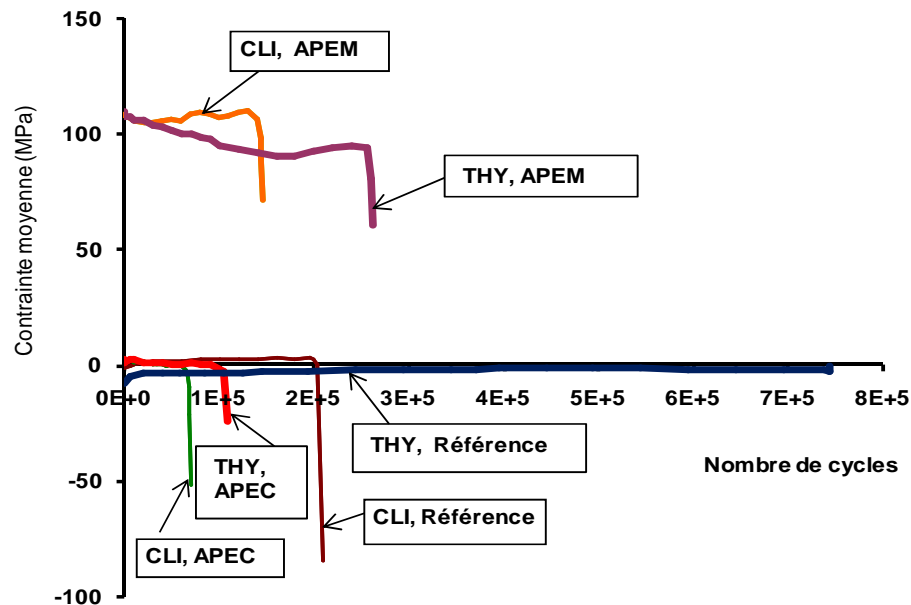 150
CLI, APEM
100
THY, APEM
50
Contrainte moyenne (MPa)
0
0E+0 1E+5 2E+5 3E+5 4E+5 5E+5 6E+5 7E+5 8E+5
THY, Référence
Nombre de cycles
THY,
APEC
-50
CLI, Référence
CLI, APEC
-100